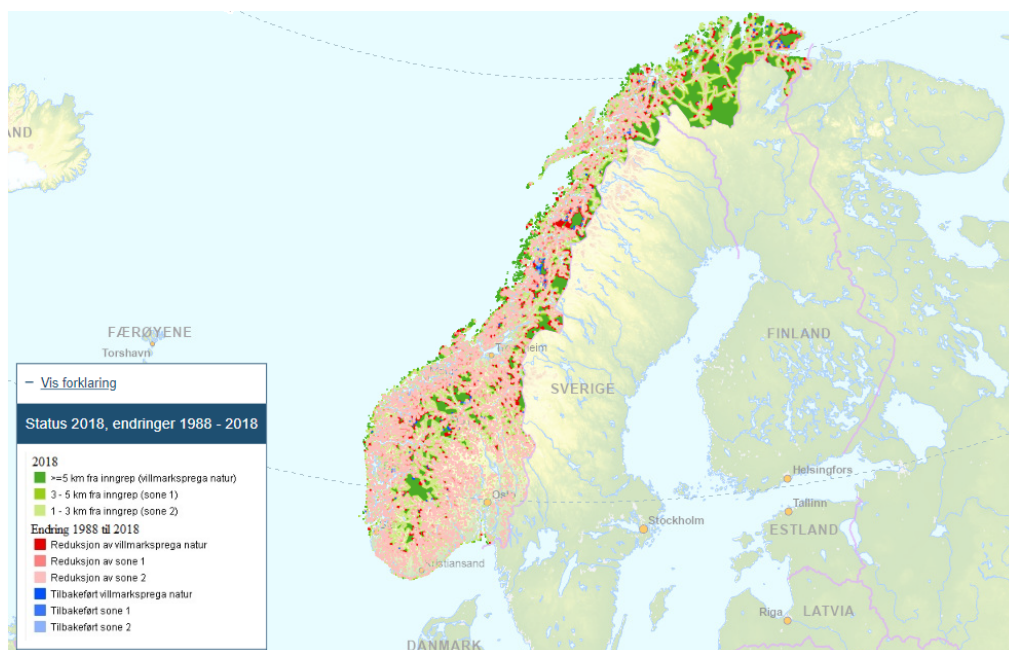 AND
FÆRØYENE
Torshavn
FINLAND
SVERIGE
Helsingfors
Tallinn
Oslo
Stockholm
ESTLAND
Kristiansand
Riga
LATVIA
DANMARK
− Vis forklaring
Status 2018, endringer 1988 - 2018
2018
>=5 km fra inngrep (villmarksprega natur)
3 - 5 km fra inngrep (sone 1)
1 - 3 km fra inngrep (sone 2)
Endring 1988 til 2018
Reduksjon av villmarksprega natur
Reduksjon av sone 1
Reduksjon av sone 2
Tilbakeført villmarksprega natur
Tilbakeført sone 1
Tilbakeført sone 2